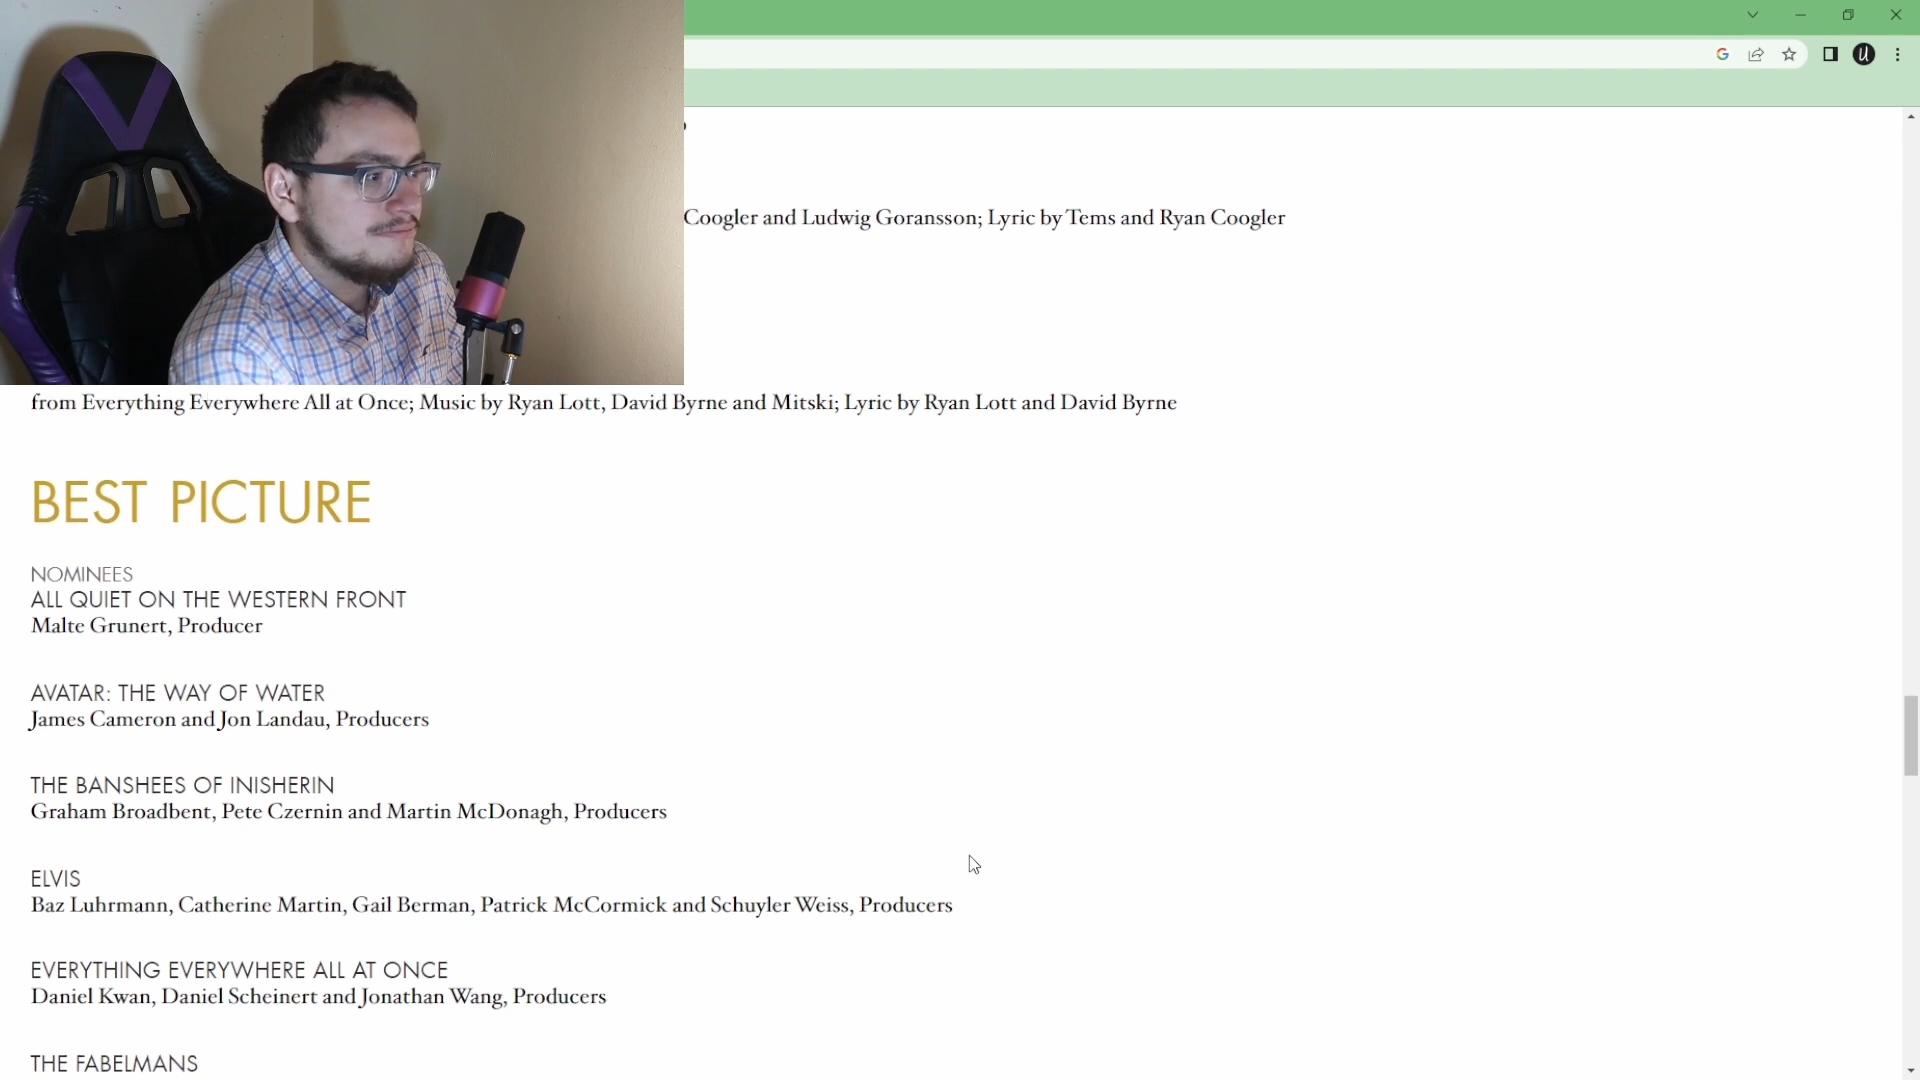 Coogler and Ludwig Goransson; Lyric by Tems and Ryan Coogler
from Everything Everywhere All at Once; Music by Ryan Lott, David Byrne and Mitski; Lyric by Ryan Lott and David Byrne
BEST PICTURE
NOMINEES
ALL QUIET ON THE WESTERN FRONT
Malte Grunert, Producer
AVATAR: THE WAY OF WATER
James Cameron and Jon Landau, Producers
THE BANSHEES OF INISHERIN
Graham Broadbent, Pete Czernin and Martin McDonagh, Producers
ELVIS
Baz Luhrmann, Catherine Martin, Gail Berman, Patrick McCormick and Schuyler Weiss, Producers
EVERYTHING EVERYWHERE ALL AT ONCE
Daniel Kwan, Daniel Scheinert and Jonathan Wang, Producers
THE FABELMANS